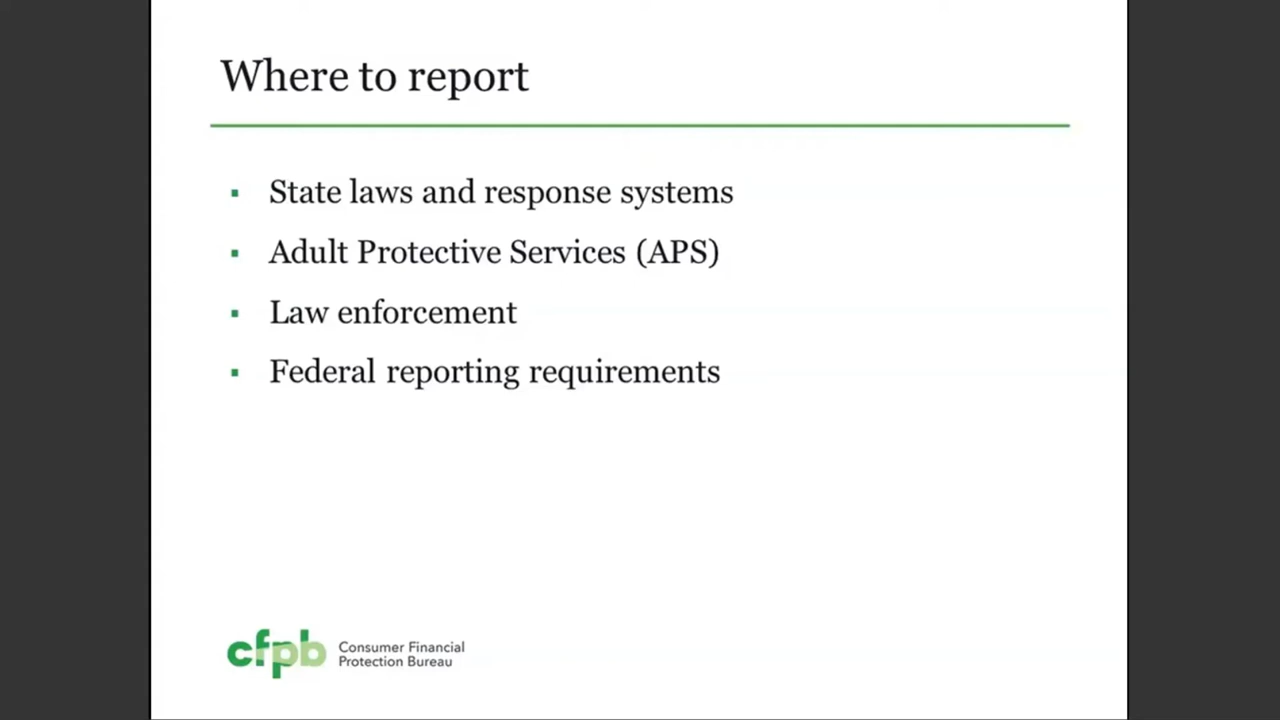 Where to report
State laws and response systems
Adult Protective Services (APS)
Law enforcement
Federal reporting requirements
cfpb
Consumer Financial
Protection Bureau